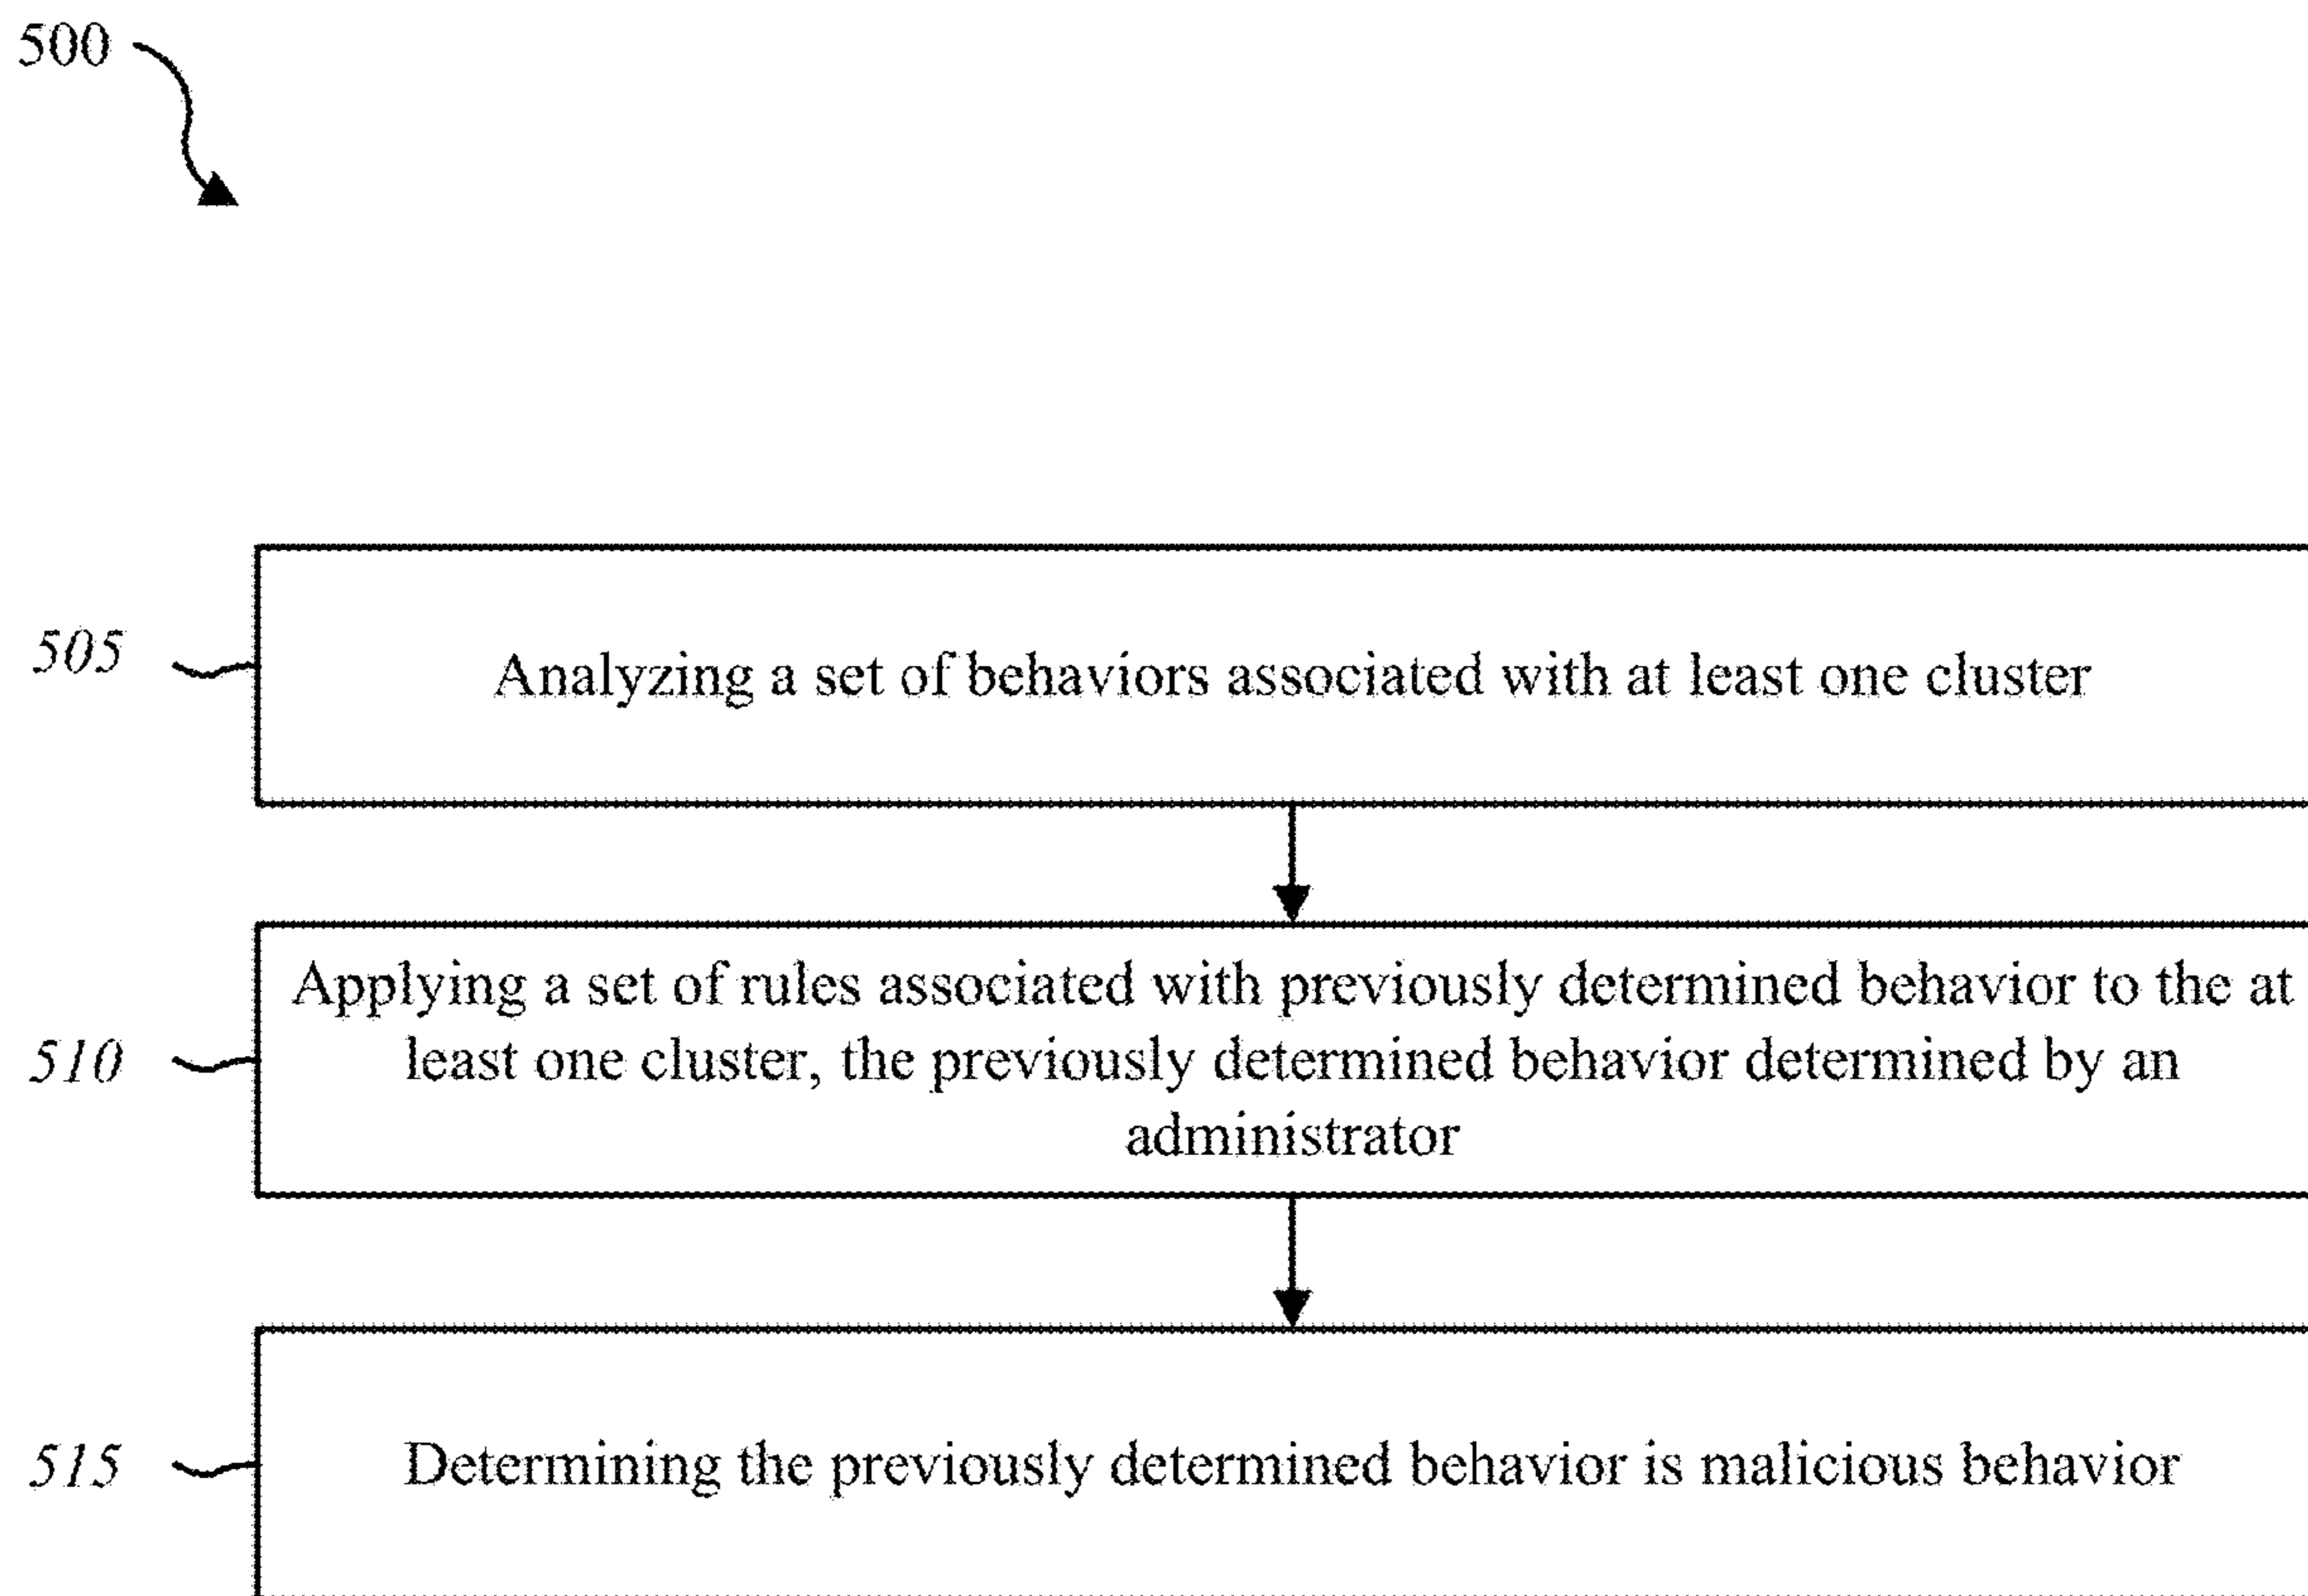 500
505
Analyzing a set of behaviors associated with at least one cluster
Applying a set of rules associated with previously determined behavior to the at
510
least one cluster, the previously determined behavior determined by an
administrator
515
Determining the previously determined behavior is malicious behavior